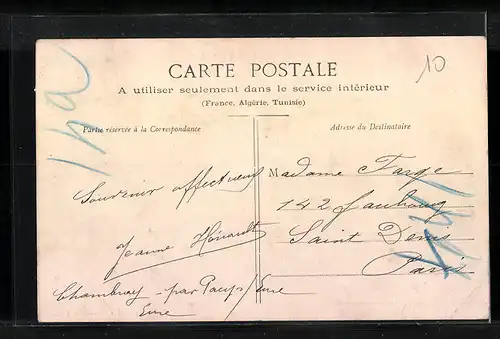 10
CARTE POSTALE
A utiliser seulement dans le service intérieur
(France, Algérie, Tunisie)
Partie réservée à la Correspondance
Adresse du Destinataire
Souvenir affectueux
Jeanne Hénault
Chambray - par Pacy s/ Eure
Eure
Madame Farge
142 faubourg
Saint Denis
Paris